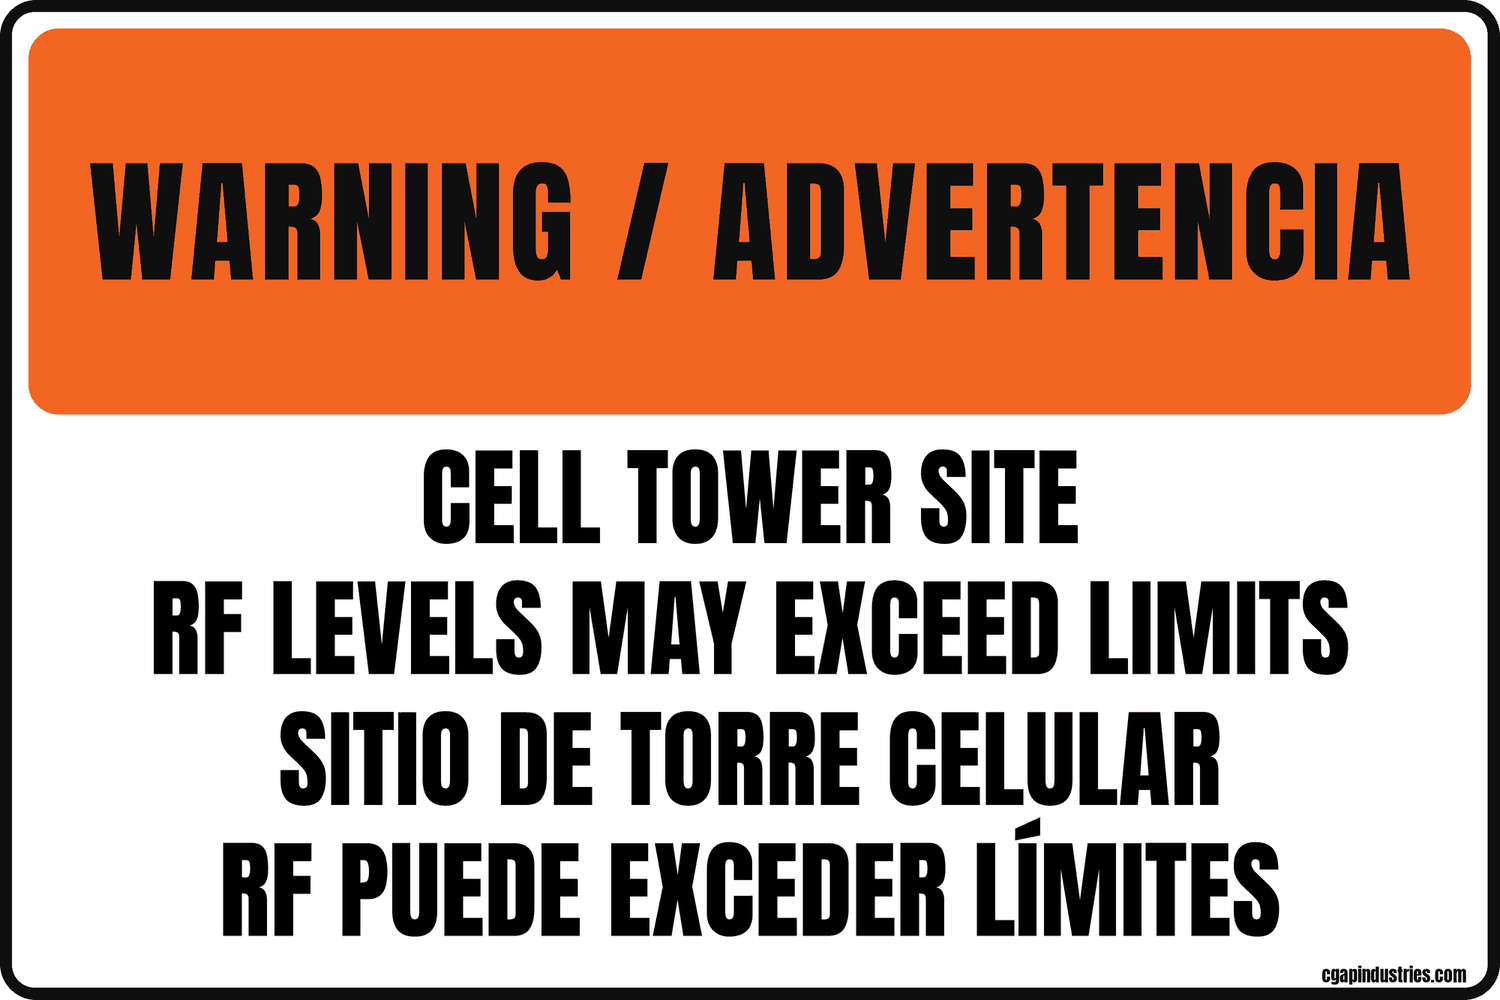 WARNING / ADVERTENCIA
CELL TOWER SITE
RF LEVELS MAY EXCEED LIMITS
SITIO DE TORRE CELULAR
RF PUEDE EXCEDER LÍMITES
cgapindustries.com